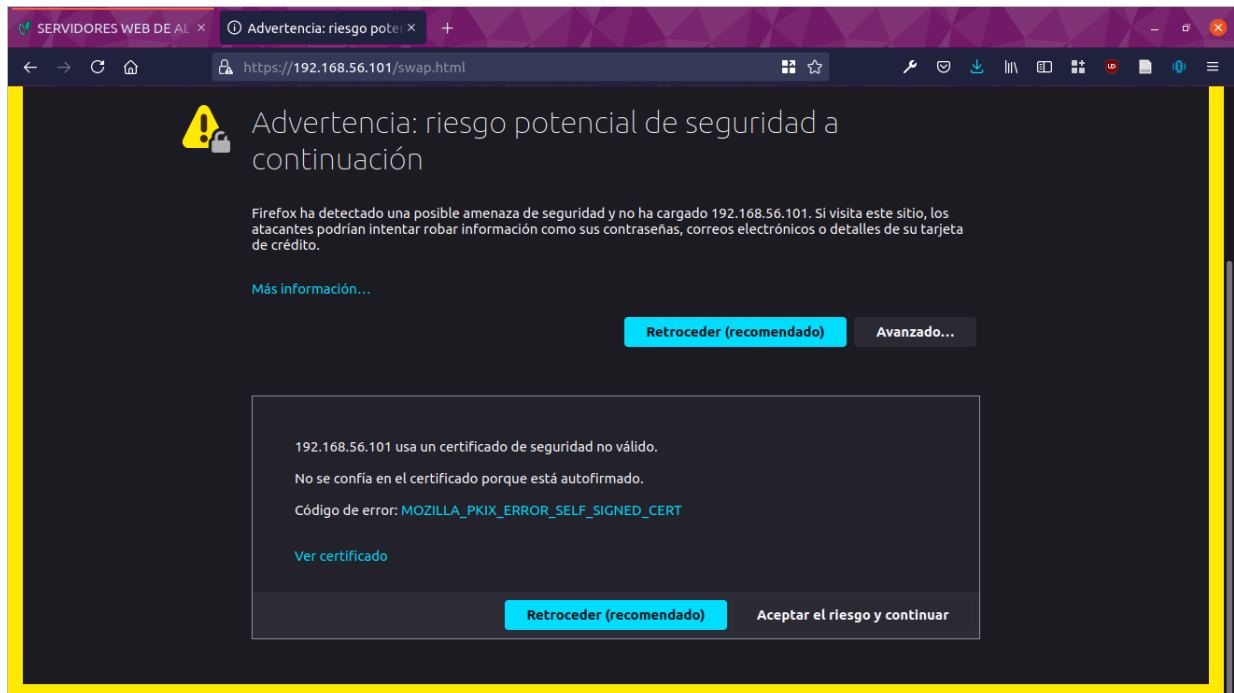 SERVIDORES WEB DE AL
Advertencia: riesgo poter
https://192.168.56.101/swap.html
Advertencia: riesgo potencial de seguridad a
continuación
Firefox ha detectado una posible amenaza de seguridad y no ha cargado 192.168.56.101. Si visita este sitio, los
atacantes podrían intentar robar información como sus contraseñas, correos electrónicos o detalles de su tarjeta
de crédito.
Más información…
Retroceder (recomendado)
Avanzado…
192.168.56.101 usa un certificado de seguridad no válido.
No se confía en el certificado porque está autofirmado.
Código de error: MOZILLA_PKIX_ERROR_SELF_SIGNED_CERT
Ver certificado
Retroceder (recomendado)
Aceptar el riesgo y continuar